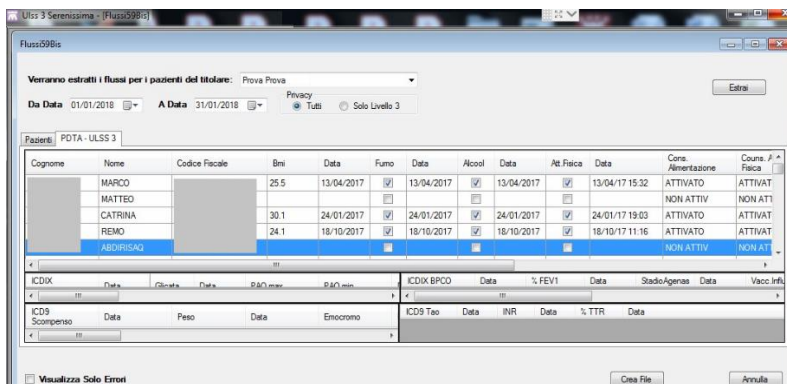 Ulss 3 Serenissima - [Flussi59Bis]
Flussi59Bis
Verranno estratti i flussi per i pazienti del titolare: Prova Prova
Estrai
Privacy
Da Data 01/01/2018 A Data 31/01/2018 Tutti Solo Livello 3
Pazienti PDTA - ULSS 3
Cognome Nome Codice Fiscale Bmi Data Fumo Data Alcool Data Att.Fisica Data Cons. Alimentazione Couns. A Fisica
MARCO 25.5 13/04/2017 13/04/2017 13/04/2017 13/04/17 15:32 ATTIVATO ATTIVAT
MATTEO NON ATTIV NON ATT
CATRINA 30.1 24/01/2017 24/01/2017 24/01/2017 24/01/17 19:03 ATTIVATO ATTIVAT
REMO 24.1 18/10/2017 18/10/2017 18/10/2017 18/10/17 11:16 ATTIVATO ATTIVAT
ABDIRISAQ NON ATTIV NON ATT
ICDIX Data Glicata Data PAO max PAO min ICDIX BPCO Data % FEV1 Data StadioAgenas Data Vacc.Influ
ICD9 Scompenso Data Peso Data Emocromo ICD9 Tao Data INR Data % TTR Data
Visualizza Solo Errori Crea File Annulla